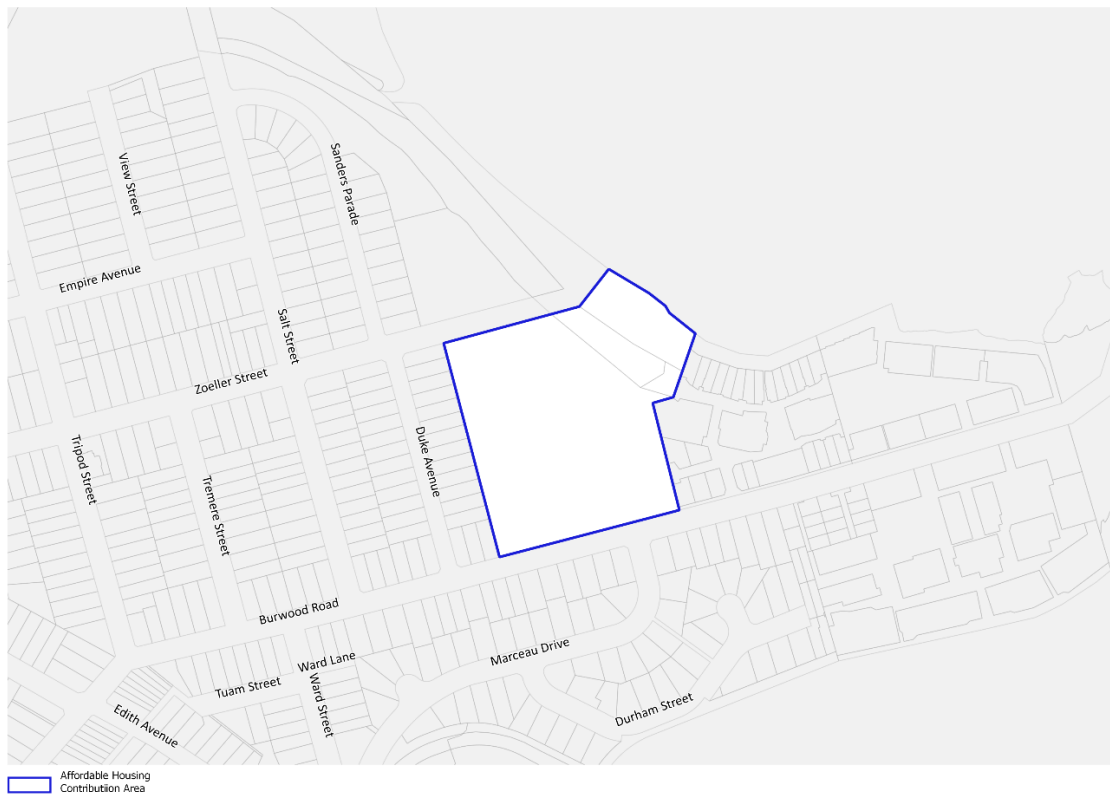 View Street
Sanders Parade
Empire Avenue
Salt Street
Zoeller Street
Tripod Street
Duke Avenue
Tremere Street
Burwood Road
Marceau Drive
Ward Lane
Tuam Street
Ward Street
Durham Street
Edith Avenue
Affordable Housing
Contributiion Area